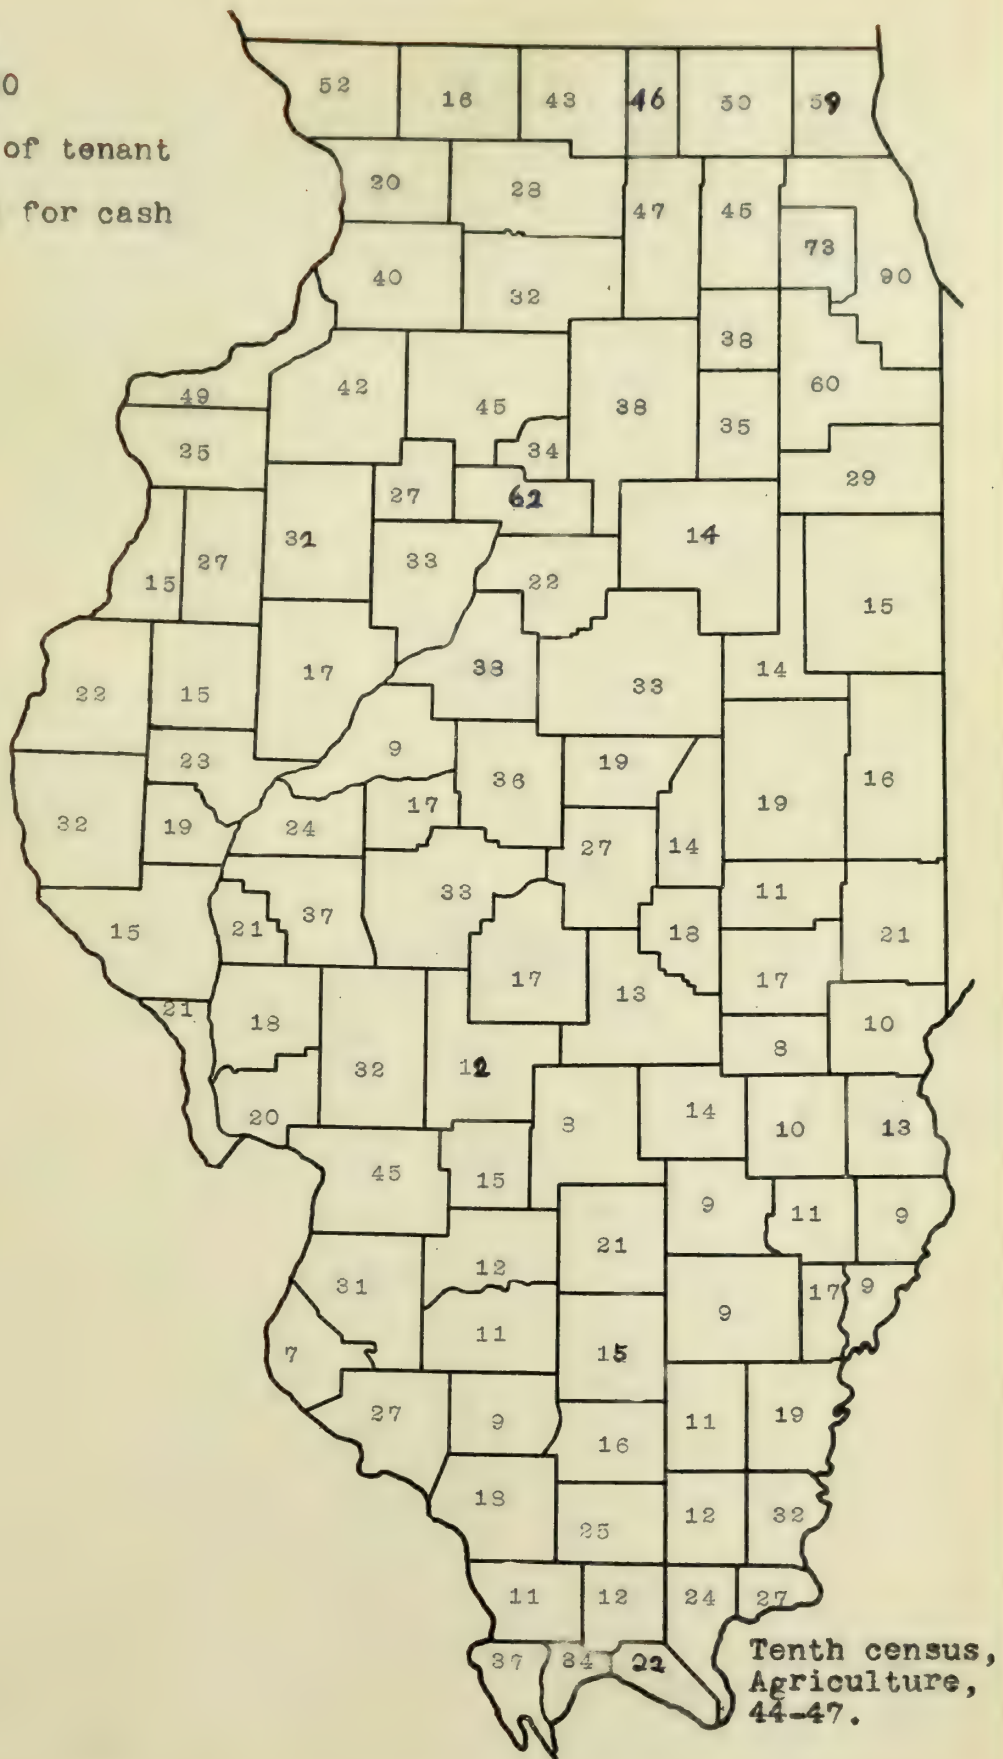 0
of tenant
for cash
52 16 43 46 50 59
20 28 47 45 73 90
40 32 38
49 42 45 38 60
25 34 35 29
27 62
15 27 31 33 22 14 15
22 15 17 38 33 14
23 9 36 19 19 16
32 19 24 17 27 14
15 21 37 33 18 11 21
21 18 32 17 13 17 10
20 12 8
45 15 8 14 10 13
9 11 9
31 12 21
7 11 15 9 17 9
27 9 16 11 19
18 25 12 32
11 12 24 27
37 34 22
Tenth census,
Agriculture,
44-47.